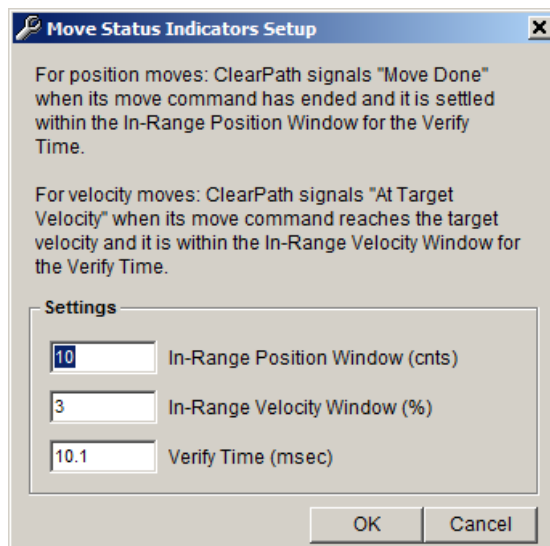 Move Status Indicators Setup
For position moves: ClearPath signals "Move Done"
when its move command has ended and it is settled
within the In-Range Position Window for the Verify
Time.
For velocity moves: ClearPath signals "At Target
Velocity" when its move command reaches the target
velocity and it is within the In-Range Velocity Window for
the Verify Time.
Settings
10 In-Range Position Window (cnts)
3 In-Range Velocity Window (%)
10.1 Verify Time (msec)
OK Cancel